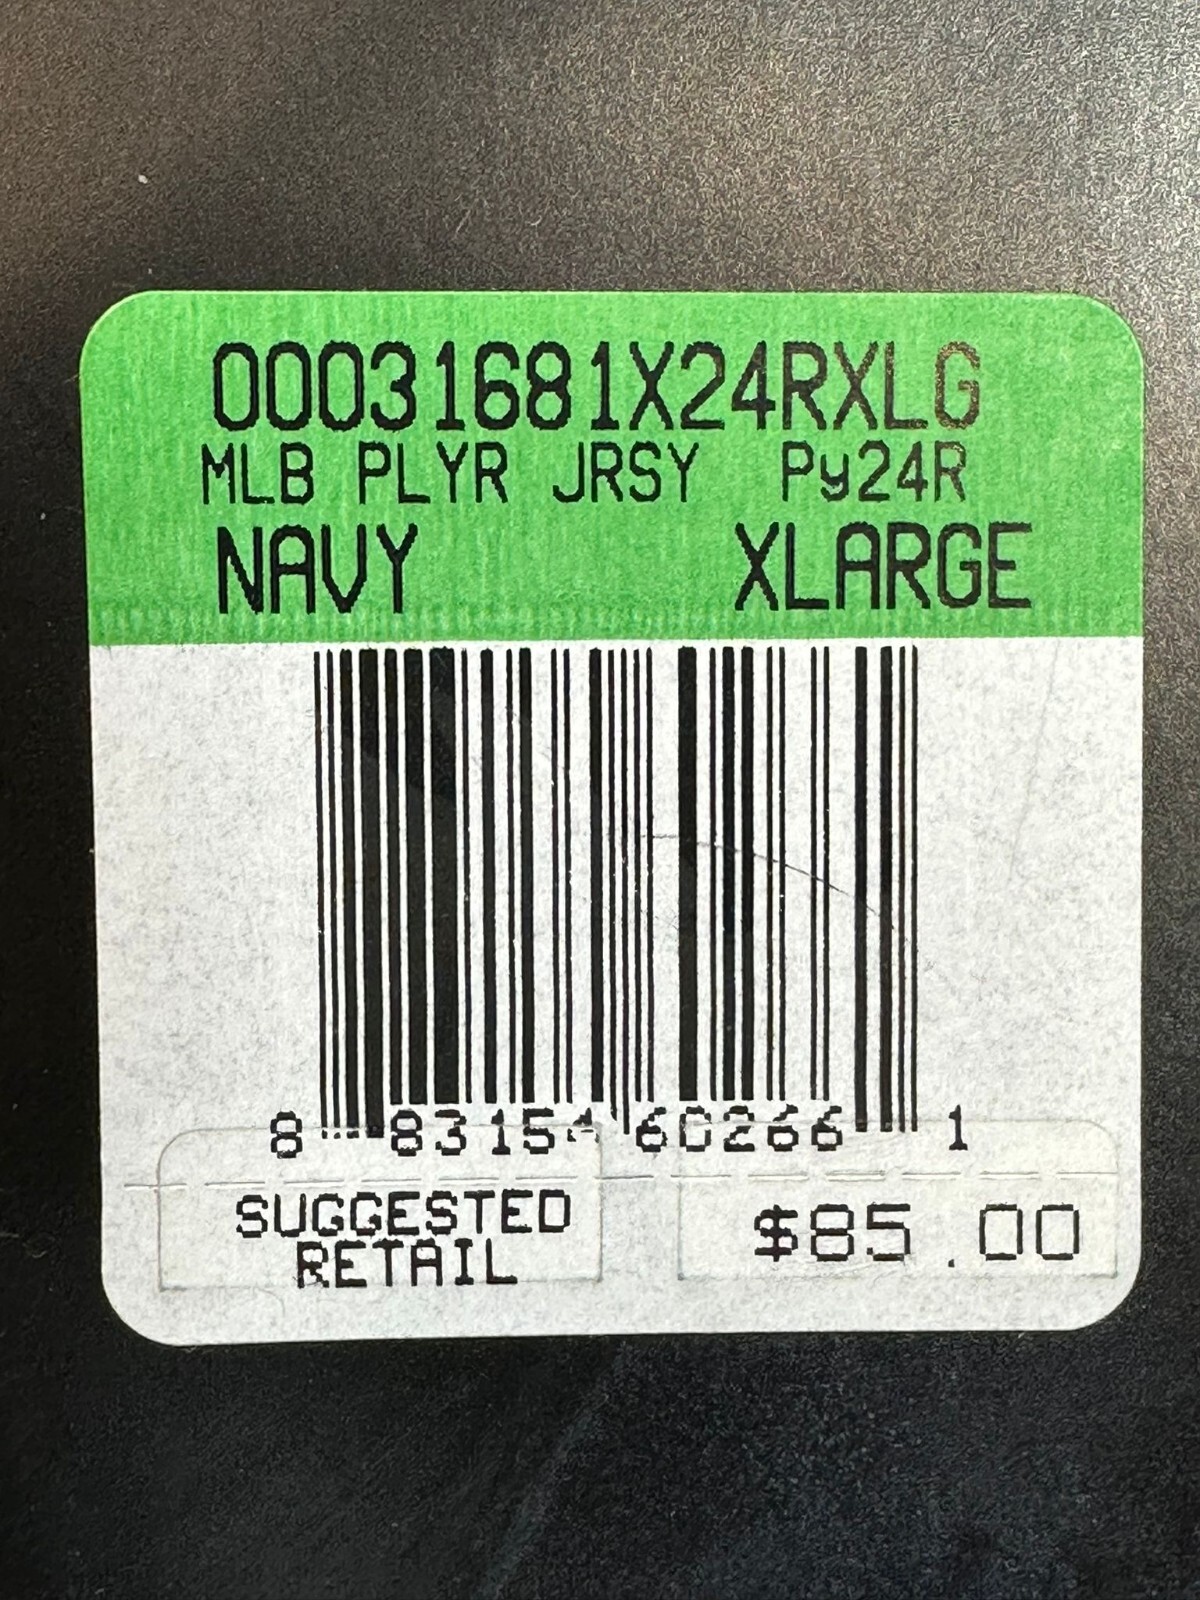 00031681X24RXLG
MLB PLYR JRSY Py24R
NAVY XLARGE
8 83154 60266 1
SUGGESTED
RETAIL
$85.00